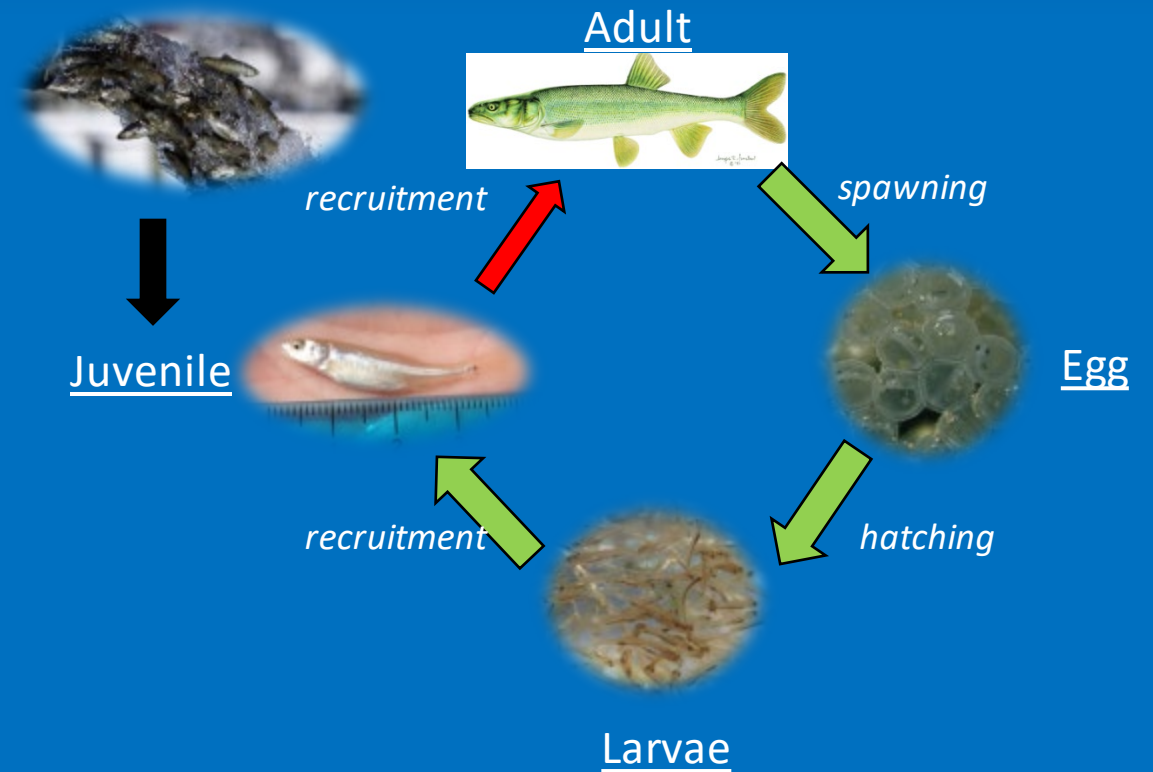 Adult
recruitment
spawning
Juvenile
Egg
recruitment
hatching
Larvae